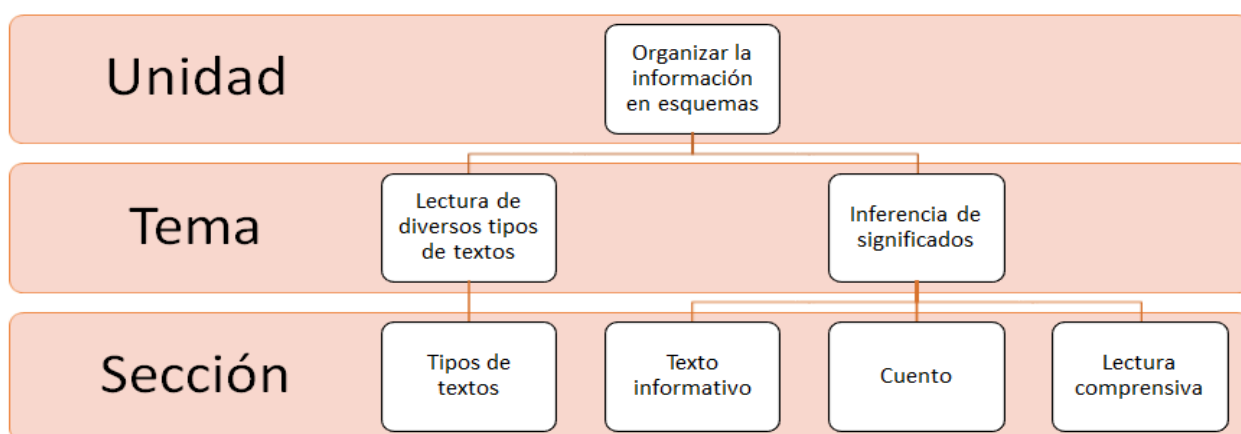 Unidad
Organizar la
información
en esquemas
Tema
Lectura de
diversos tipos
de textos
Inferencia de
significados
Sección
Tipos de
textos
Texto
informativo
Cuento
Lectura
comprensiva